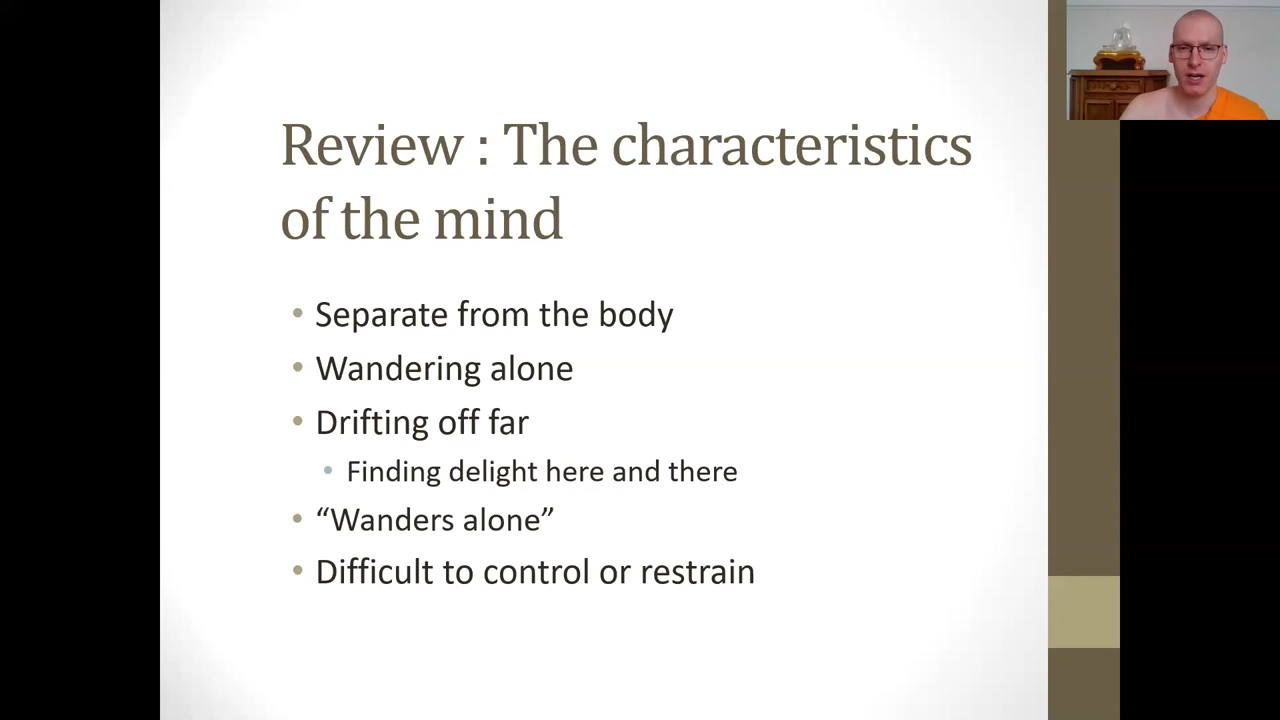 Review : The characteristics
of the mind
• Separate from the body
• Wandering alone
• Drifting off far
• Finding delight here and there
• “Wanders alone”
• Difficult to control or restrain